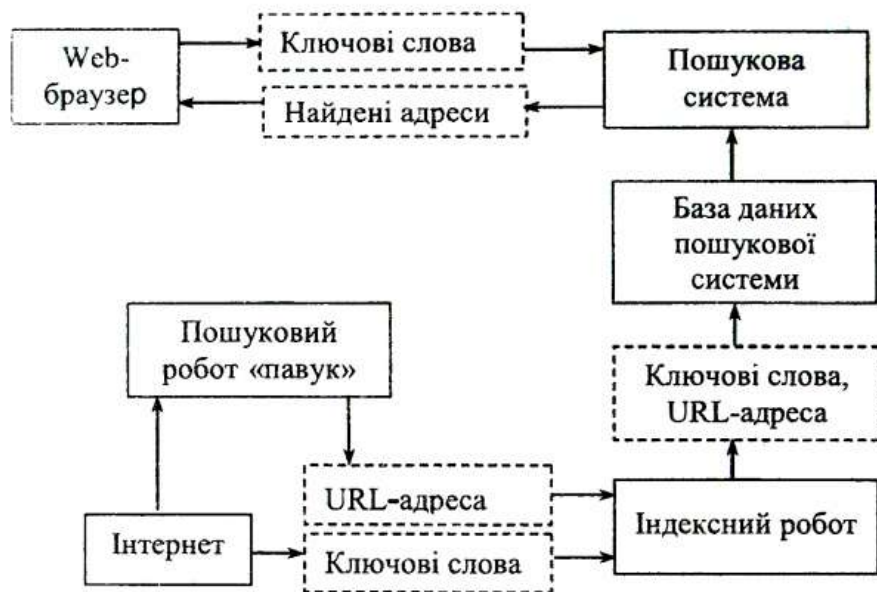 Web-
браузер
Ключові слова
Найдені адреси
Пошукова
система
База даних
пошукової
системи
Пошуковий
робот «павук»
Ключові слова,
URL-адреса
URL-адреса
Ключові слова
Інтернет
Індексний робот